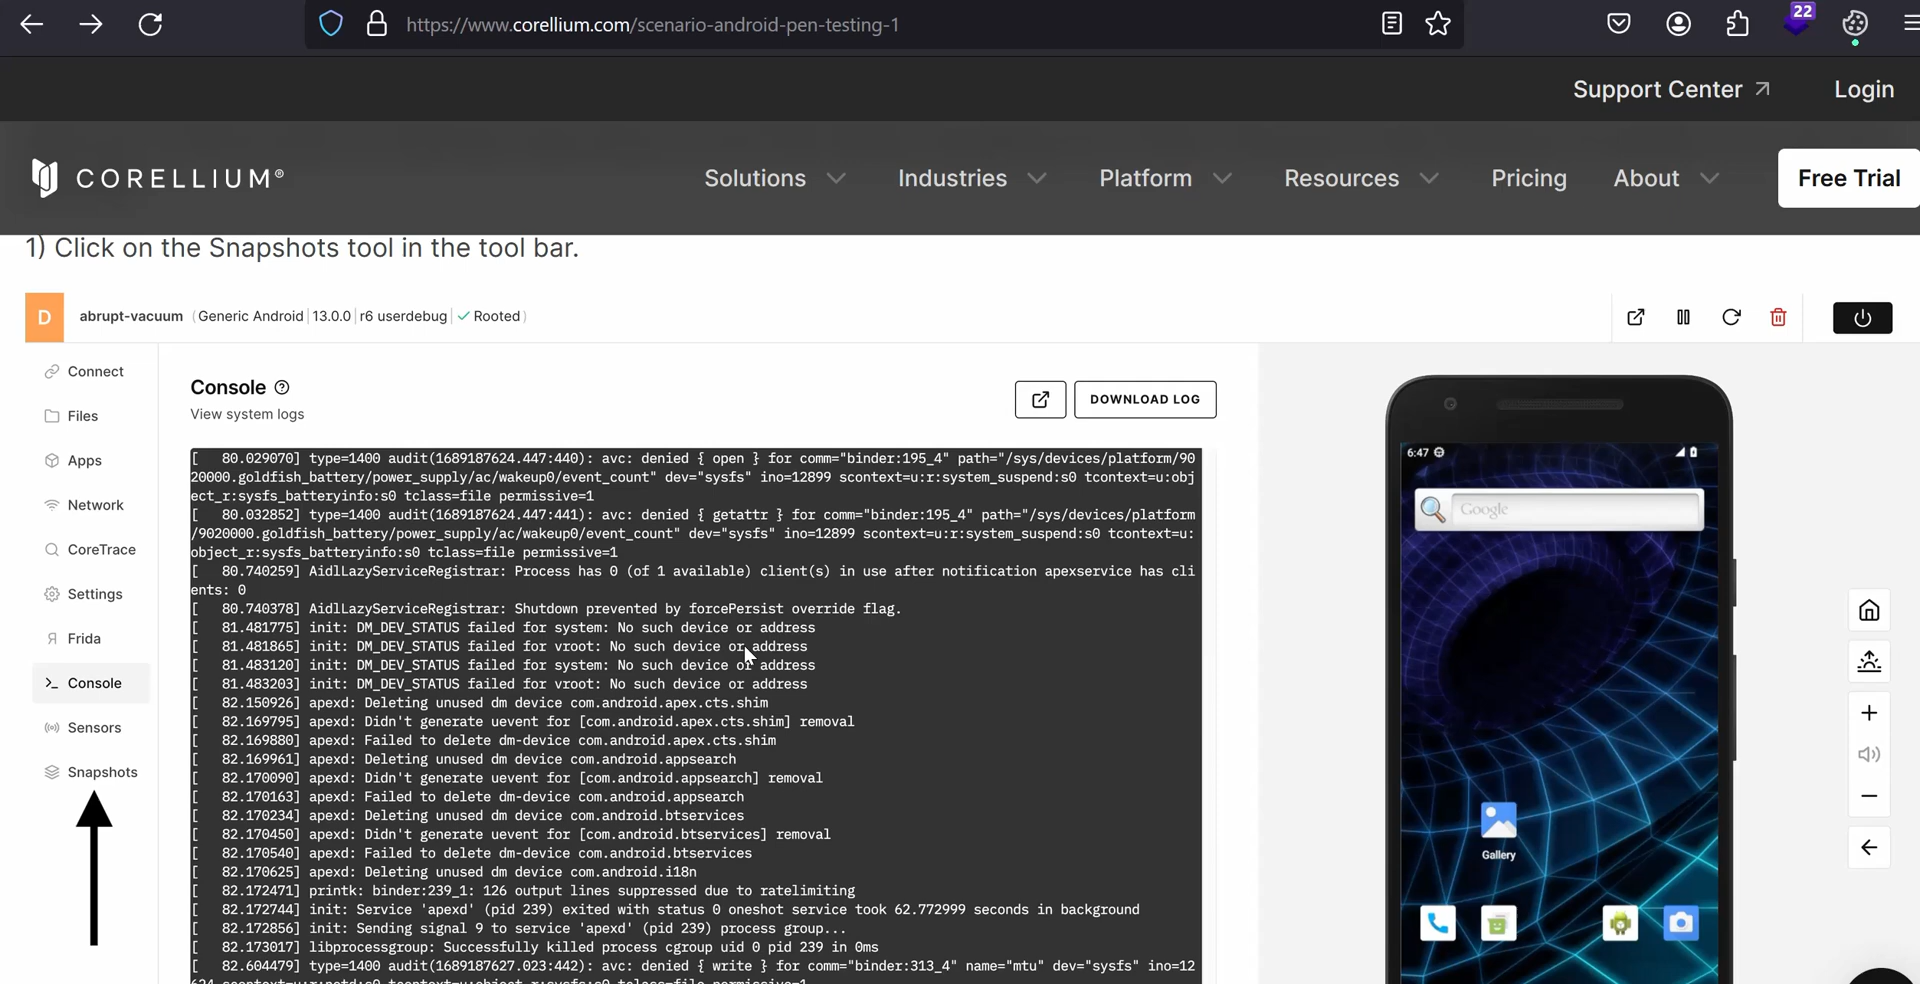 22
https://www.corellium.com/scenario-android-pen-testing-1
Support Center
Login
CORELLIUM®
Solutions
Industries
Platform
Resources
Pricing
About
Free Trial
1) Click on the Snapshots tool in the tool bar.
D
abrupt-vacuum (Generic Android | 13.0.0 | r6 userdebug | ✓ Rooted)
Connect
Files
Apps
Network
CoreTrace
Settings
Frida
Console
Sensors
Snapshots
Console
View system logs
DOWNLOAD LOG
[   80.029070] type=1400 audit(1689187624.447:440): avc: denied { open } for comm="binder:195_4" path="/sys/devices/platform/90
20000.goldfish_battery/power_supply/ac/wakeup0/event_count" dev="sysfs" ino=12899 scontext=u:r:system_suspend:s0 tcontext=u:obj
ect_r:sysfs_batteryinfo:s0 tclass=file permissive=1
[   80.032852] type=1400 audit(1689187624.447:441): avc: denied { getattr } for comm="binder:195_4" path="/sys/devices/platform
/9020000.goldfish_battery/power_supply/ac/wakeup0/event_count" dev="sysfs" ino=12899 scontext=u:r:system_suspend:s0 tcontext=u:
object_r:sysfs_batteryinfo:s0 tclass=file permissive=1
[   80.740259] AidlLazyServiceRegistrar: Process has 0 (of 1 available) client(s) in use after notification apexservice has cli
ents: 0
[   80.740378] AidlLazyServiceRegistrar: Shutdown prevented by forcePersist override flag.
[   81.481775] init: DM_DEV_STATUS failed for system: No such device or address
[   81.481865] init: DM_DEV_STATUS failed for vroot: No such device or address
[   81.483120] init: DM_DEV_STATUS failed for system: No such device or address
[   81.483203] init: DM_DEV_STATUS failed for vroot: No such device or address
[   82.150926] apexd: Deleting unused dm device com.android.apex.cts.shim
[   82.169795] apexd: Didn't generate uevent for [com.android.apex.cts.shim] removal
[   82.169880] apexd: Failed to delete dm-device com.android.apex.cts.shim
[   82.169961] apexd: Deleting unused dm device com.android.appsearch
[   82.170090] apexd: Didn't generate uevent for [com.android.appsearch] removal
[   82.170163] apexd: Failed to delete dm-device com.android.appsearch
[   82.170234] apexd: Deleting unused dm device com.android.btservices
[   82.170450] apexd: Didn't generate uevent for [com.android.btservices] removal
[   82.170540] apexd: Failed to delete dm-device com.android.btservices
[   82.170625] apexd: Deleting unused dm device com.android.i18n
[   82.172471] printk: binder:239_1: 126 output lines suppressed due to ratelimiting
[   82.172744] init: Service 'apexd' (pid 239) exited with status 0 oneshot service took 62.772999 seconds in background
[   82.172856] init: Sending signal 9 to service 'apexd' (pid 239) process group...
[   82.173017] libprocessgroup: Successfully killed process cgroup uid 0 pid 239 in 0ms
[   82.604479] type=1400 audit(1689187627.023:442): avc: denied { write } for comm="binder:313_4" name="mtu" dev="sysfs" ino=12
6:47
Google
Gallery